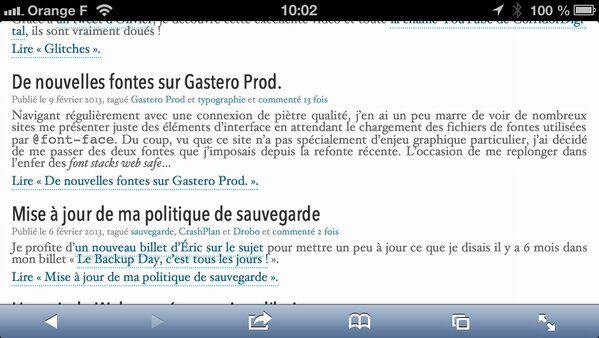 Orange F 10:02 100 %
tal, ils sont vraiment doués !
Lire « Glitches ».
De nouvelles fontes sur Gastero Prod.
Publié le 9 février 2013, tagué Gastero Prod et typographie et commenté 13 fois
Navigant régulièrement avec une connexion de piètre qualité, j’en ai un peu marre de voir de nombreux
sites me présenter juste des éléments d’interface en attendant le chargement des fichiers de fontes utilisées
par @font-face. Du coup, vu que ce site n’a pas spécialement d’enjeu graphique particulier, j’ai décidé
de me passer des deux fontes que j’imposais depuis la refonte récente. L’occasion de me replonger dans
l’enfer des font stacks web safe...
Lire « De nouvelles fontes sur Gastero Prod. ».
Mise à jour de ma politique de sauvegarde
Publié le 6 février 2013, tagué sauvegarde, CrashPlan et Drobo et commenté 2 fois
Je profite d’un nouveau billet d’Éric sur le sujet pour mettre un peu à jour ce que je disais il y a 6 mois dans
mon billet « Le Backup Day, c’est tous les jours ! ».
Lire « Mise à jour de ma politique de sauvegarde ».